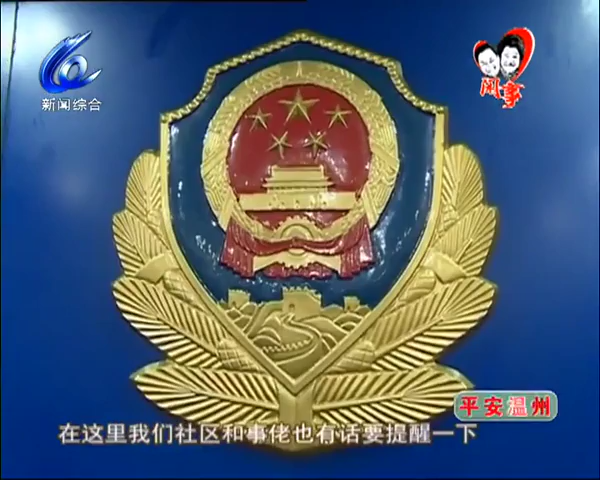 新闻综合
闲事
平安温州
在这里我们社区和事佬也有话要提醒一下